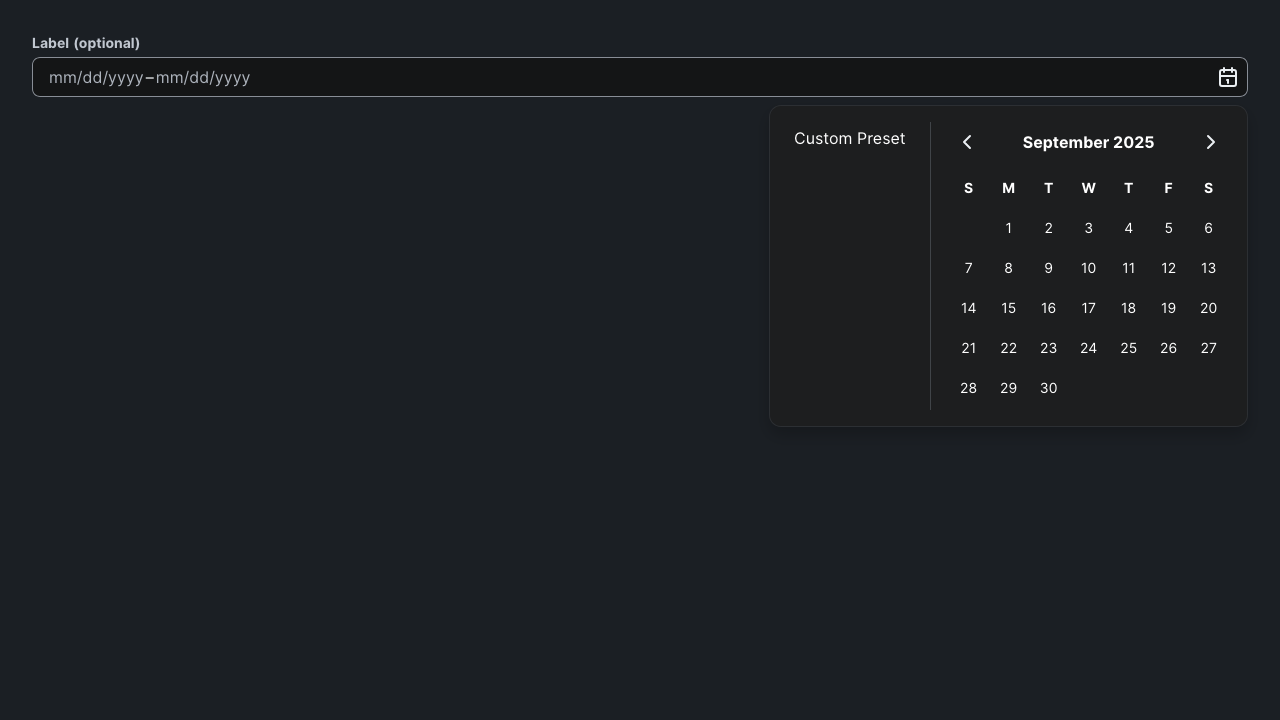 Label (optional)
mm/dd/yyyy–mm/dd/yyyy
Custom Preset
September 2025
S M T W T F S
1 2 3 4 5 6
7 8 9 10 11 12 13
14 15 16 17 18 19 20
21 22 23 24 25 26 27
28 29 30